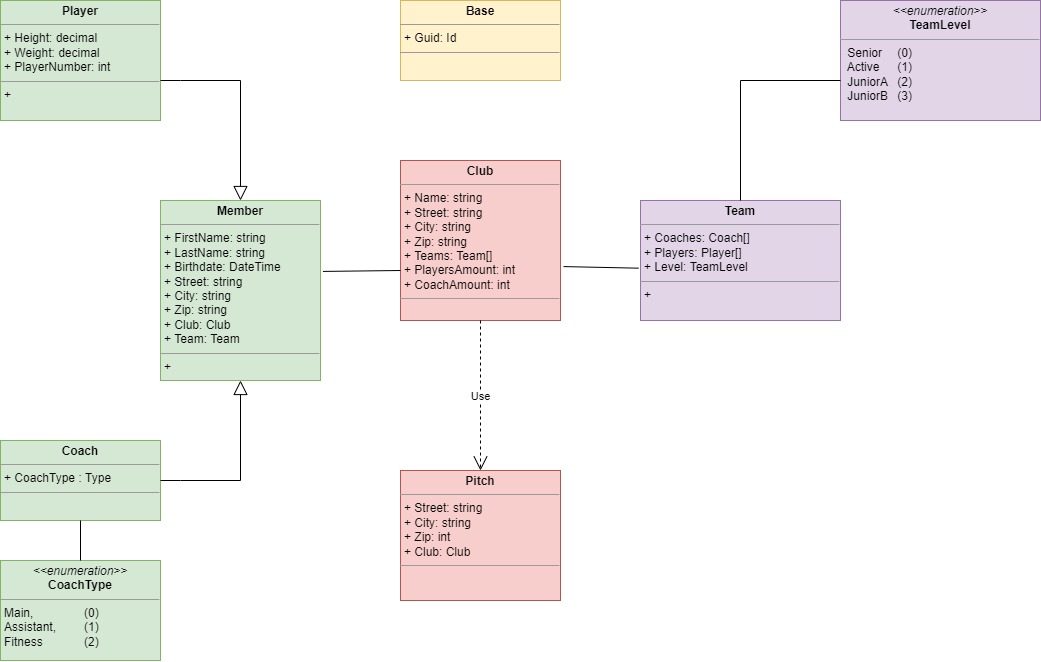 Player
+ Height: decimal
+ Weight: decimal
+ PlayerNumber: int
+
Base
+ Guid: Id
<<enumeration>>
TeamLevel
Senior (0)
Active (1)
JuniorA (2)
JuniorB (3)
Member
+ FirstName: string
+ LastName: string
+ Birthdate: DateTime
+ Street: string
+ City: string
+ Zip: string
+ Club: Club
+ Team: Team
+
Club
+ Name: string
+ Street: string
+ City: string
+ Zip: string
+ Teams: Team[]
+ PlayersAmount: int
+ CoachAmount: int
Team
+ Coaches: Coach[]
+ Players: Player[]
+ Level: TeamLevel
+
Use
Coach
+ CoachType : Type
Pitch
+ Street: string
+ City: string
+ Zip: int
+ Club: Club
<<enumeration>>
CoachType
Main, (0)
Assistant, (1)
Fitness (2)